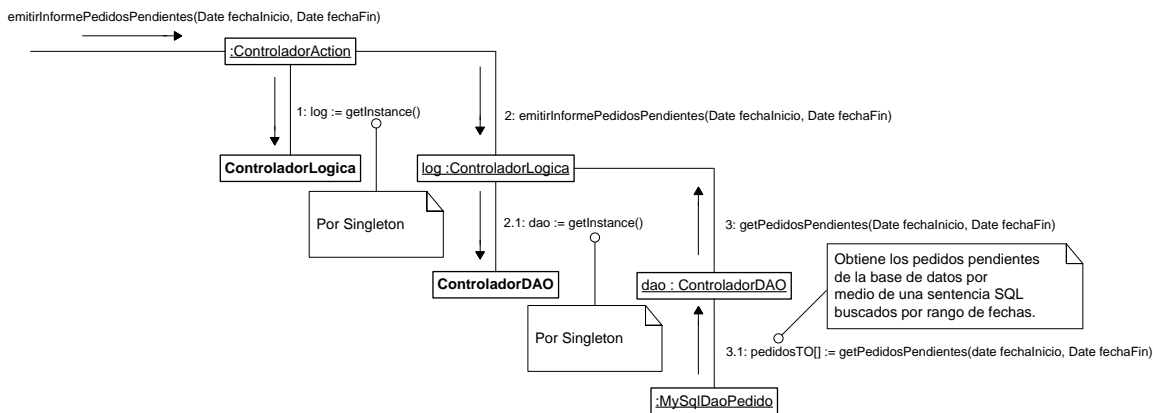 emitirInformePedidosPendientes(Date fechaInicio, Date fechaFin)
:ControladorAction
1: log := getInstance()
2: emitirInformePedidosPendientes(Date fechaInicio, Date fechaFin)
ControladorLogica
log :ControladorLogica
Por Singleton
2.1: dao := getInstance()
3: getPedidosPendientes(Date fechaInicio, Date fechaFin)
Obtiene los pedidos pendientes
de la base de datos por
medio de una sentencia SQL
buscados por rango de fechas.
ControladorDAO
dao : ControladorDAO
Por Singleton
3.1: pedidosTO[] := getPedidosPendientes(date fechaInicio, Date fechaFin)
:MySqlDaoPedido